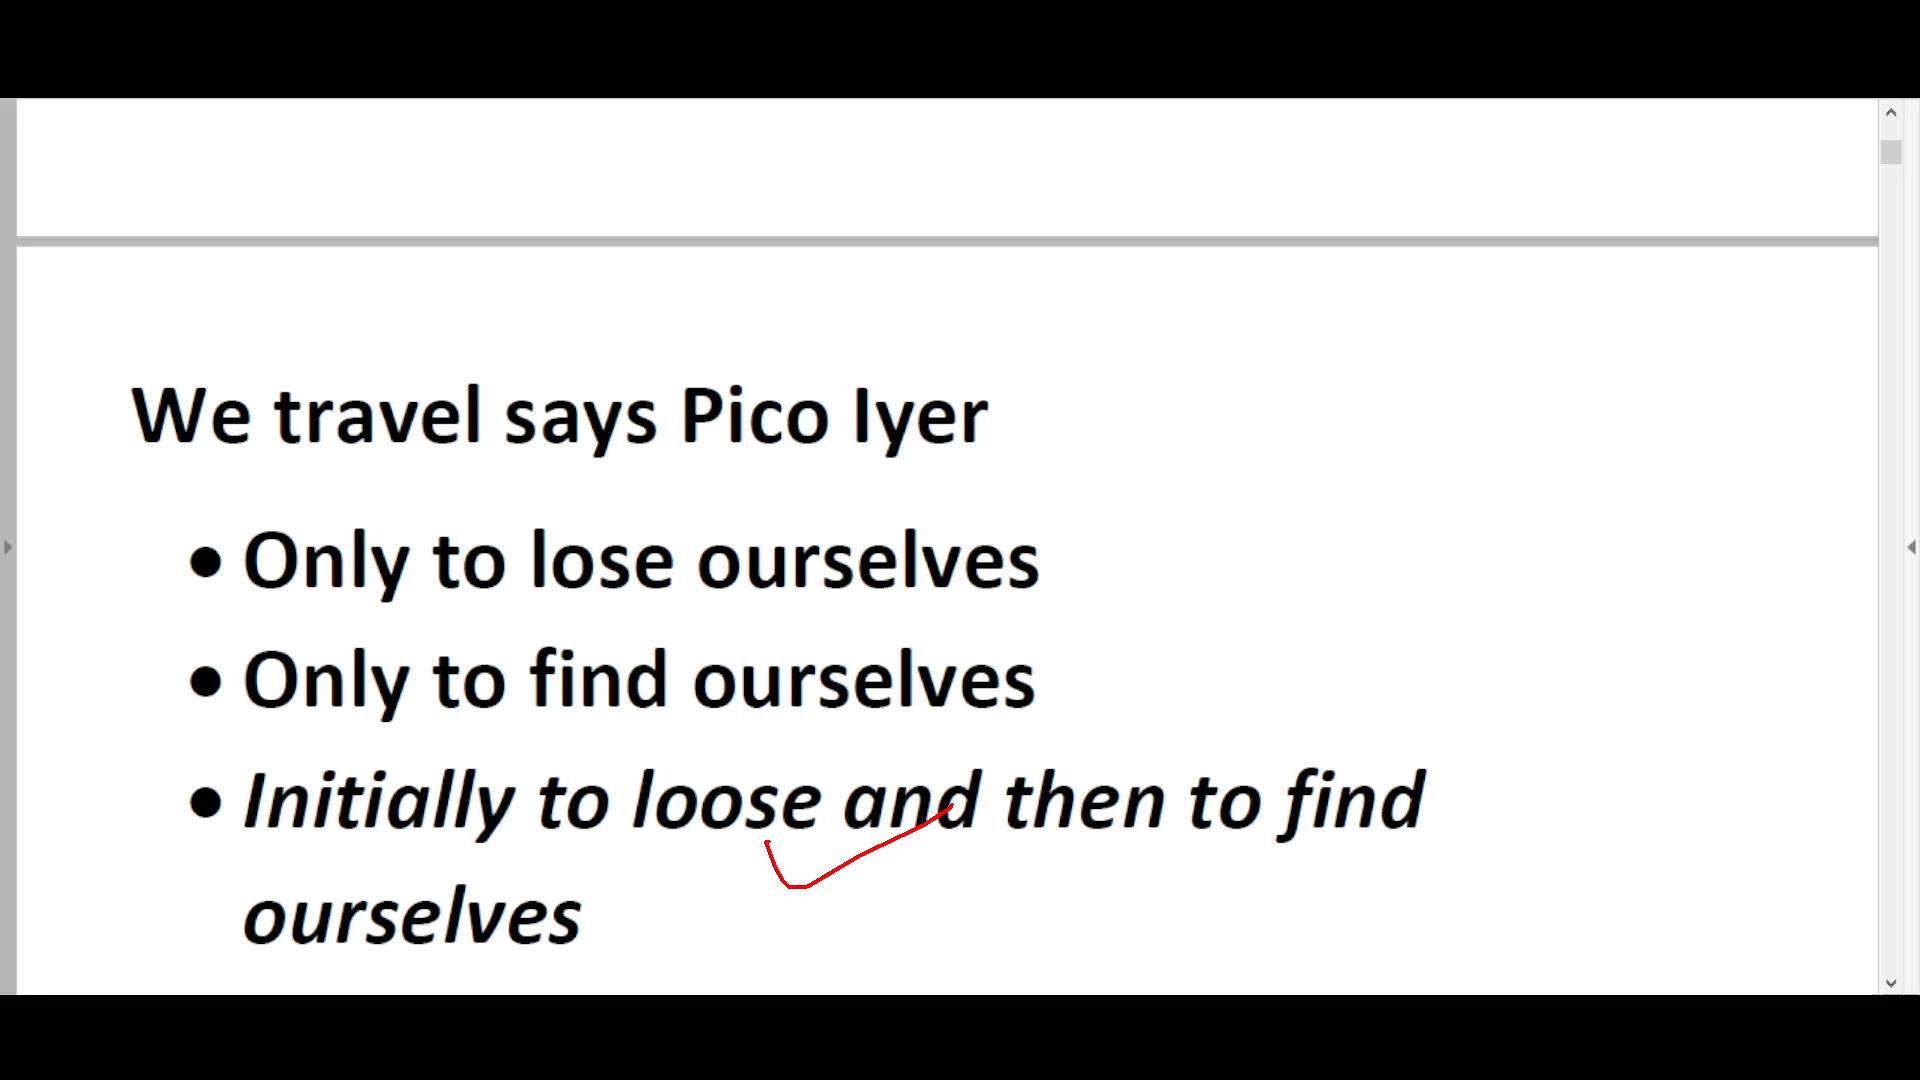 We travel says Pico Iyer
• Only to lose ourselves
• Only to find ourselves
• Initially to loose and then to find
ourselves